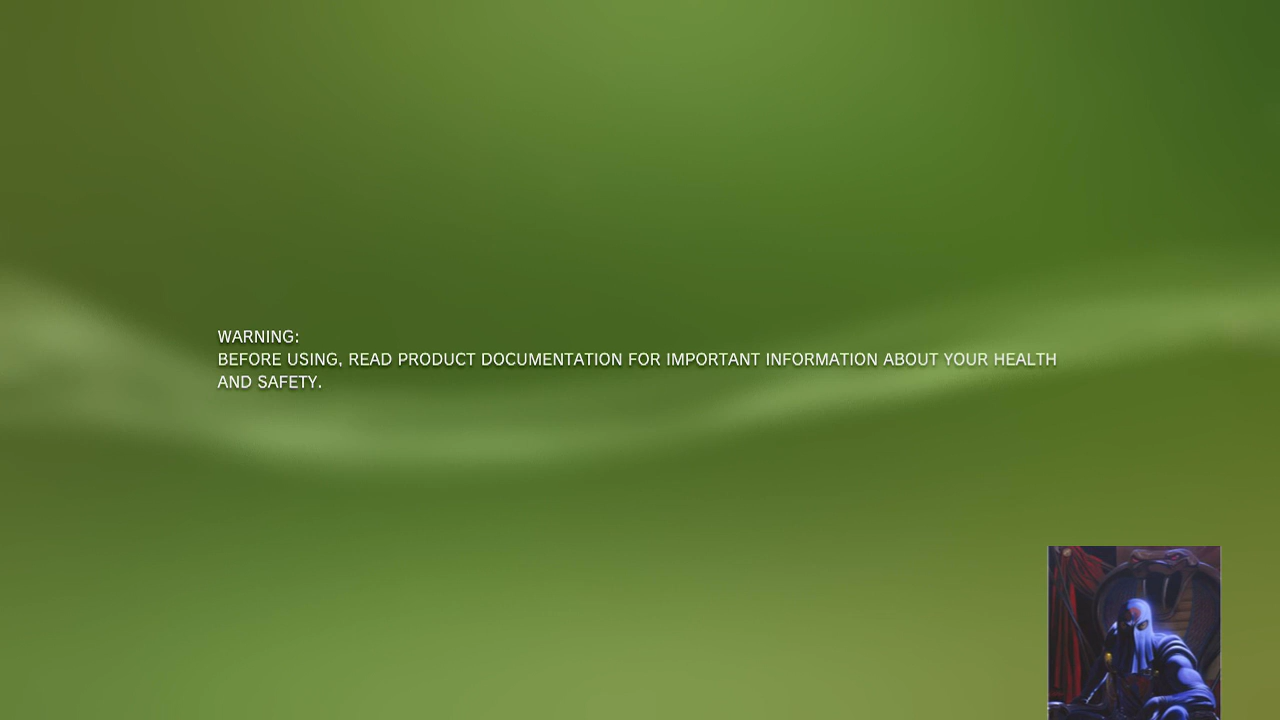 WARNING:
BEFORE USING, READ PRODUCT DOCUMENTATION FOR IMPORTANT INFORMATION ABOUT YOUR HEALTH
AND SAFETY.